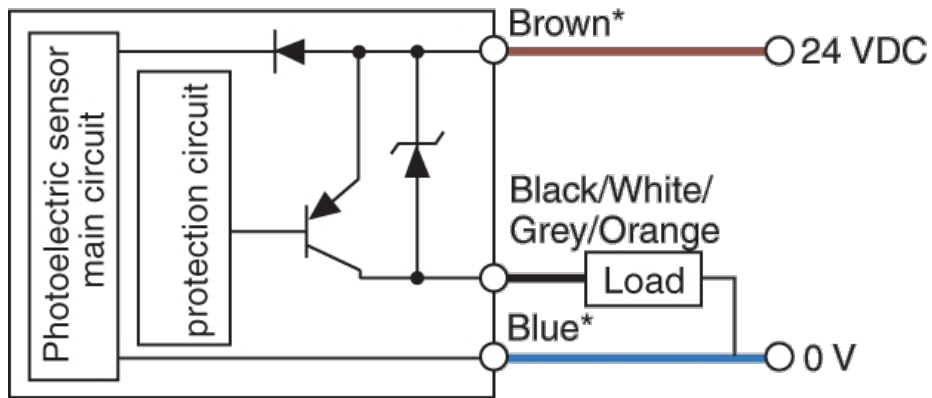 Photoelectric sensor
main circuit
protection circuit
Brown*
24 VDC
Black/White/
Grey/Orange
Load
Blue*
0 V